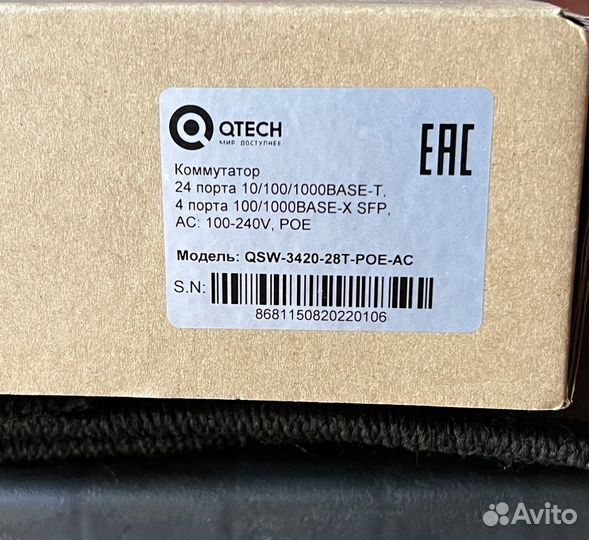 QTECH
МИР ДОСТУПНЕЕ
EAC
Коммутатор
24 порта 10/100/1000BASE-T,
4 порта 100/1000BASE-X SFP,
AC: 100-240V, POE
Модель: QSW-3420-28T-POE-AC
S.N:
8681150820220106
Avito